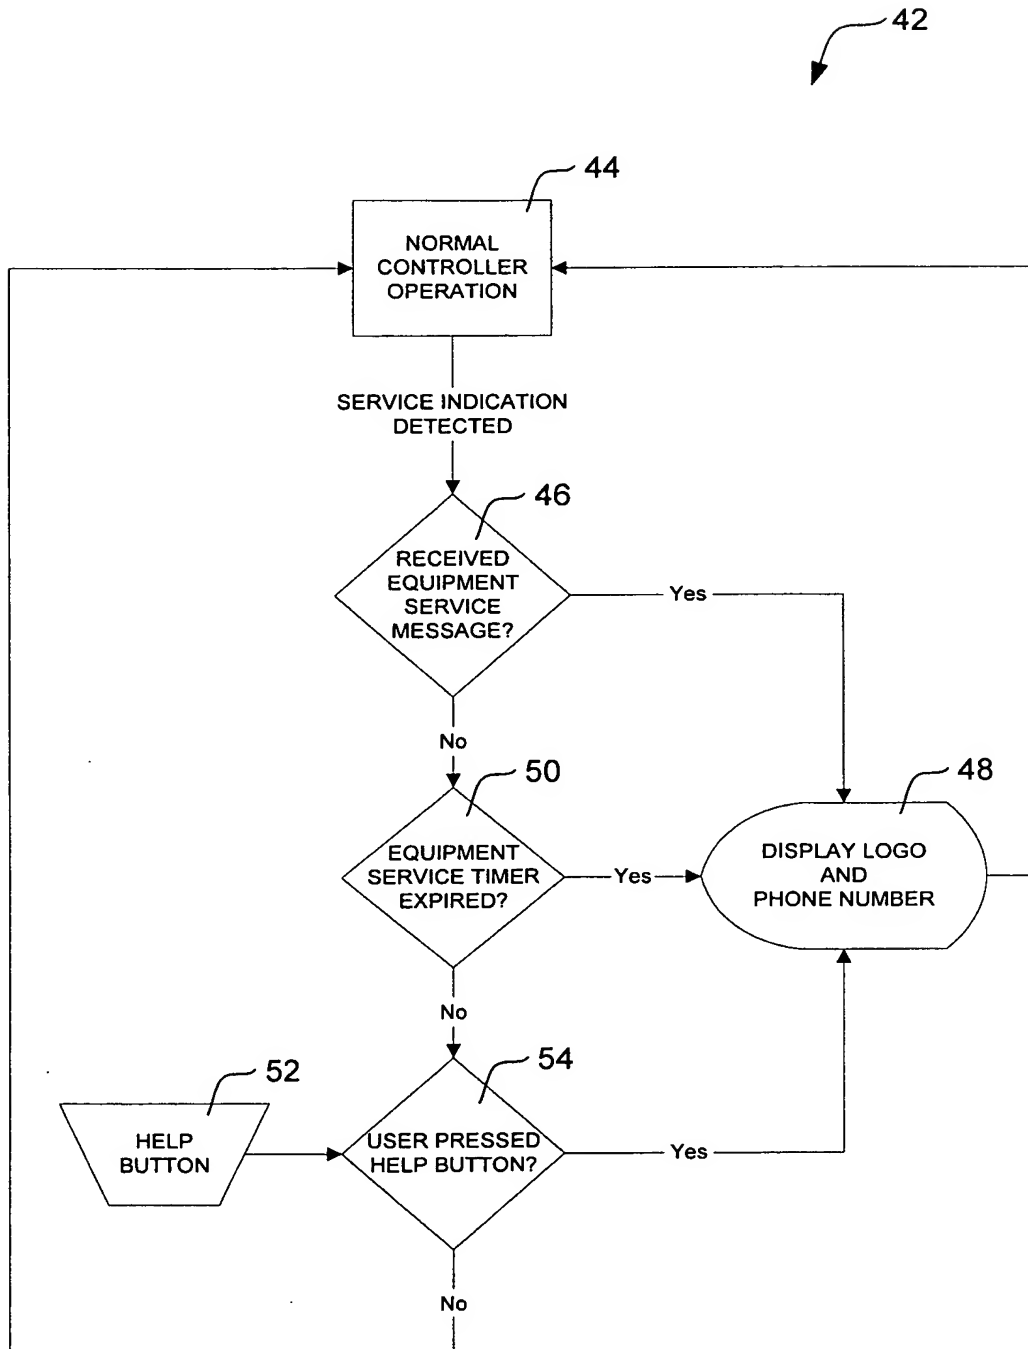 42
44
NORMAL
CONTROLLER
OPERATION
SERVICE INDICATION
DETECTED
46
RECEIVED
EQUIPMENT
SERVICE
MESSAGE?
Yes
No
50
EQUIPMENT
SERVICE TIMER
EXPIRED?
Yes
48
DISPLAY LOGO
AND
PHONE NUMBER
No
52
HELP
BUTTON
54
USER PRESSED
HELP BUTTON?
Yes
No